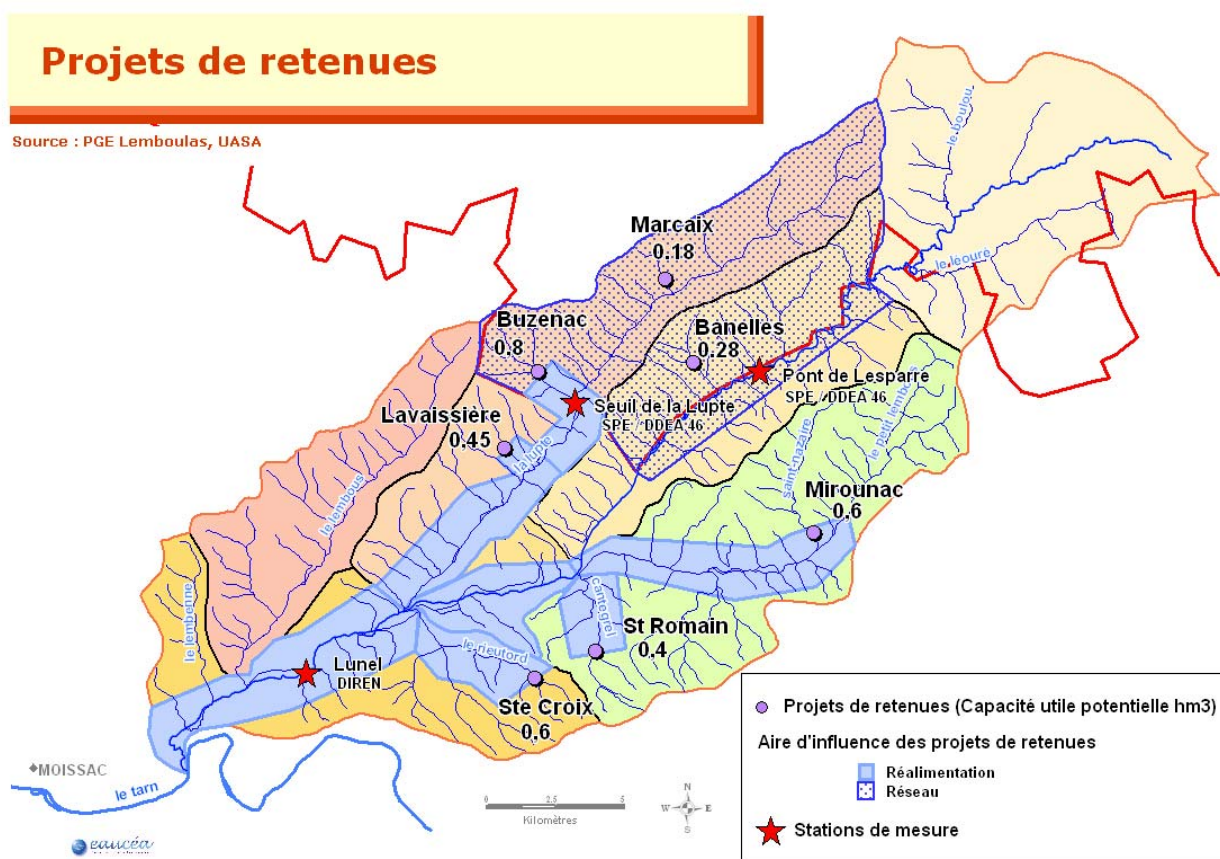 Projets de retenues
Source : PGE Lemboulas, UASA
le boulou
le léouré
Marcaix
0.18
Buzenac
0.8
Banelles
0.28
Pont de Lesparre
SPE / DDEA 46
Seuil de la Lupte
SPE / DDEA 46
Lavaissière
0,45
la lupte
le lembous
saint-nazaire
le petit lembous
Mirounac
0,6
le lembenne
cantegrel
St Romain
0,4
le rieutord
Lunel
DIREN
Ste Croix
0,6
MOISSAC
le tarn
0 2,5 5
Kilomètres
N
W E
S
eaucéa
Projets de retenues (Capacité utile potentielle hm3)
Aire d'influence des projets de retenues
Réalimentation
Réseau
Stations de mesure